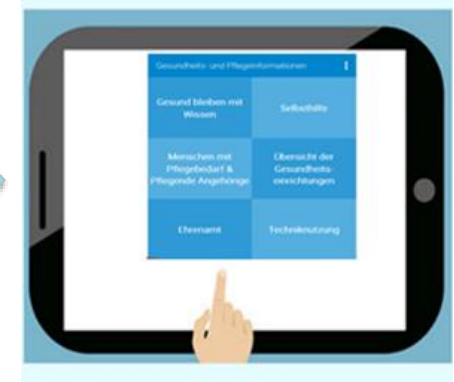 Gesundheits- und Pflegeinformationen
Gesund bleiben mit
Wissen
Selbsthilfe
Menschen mit
Pflegebedarf &
Pflegende Angehörige
Übersicht der
Gesundheits-
einrichtungen
Ehrenamt
Techniknutzung